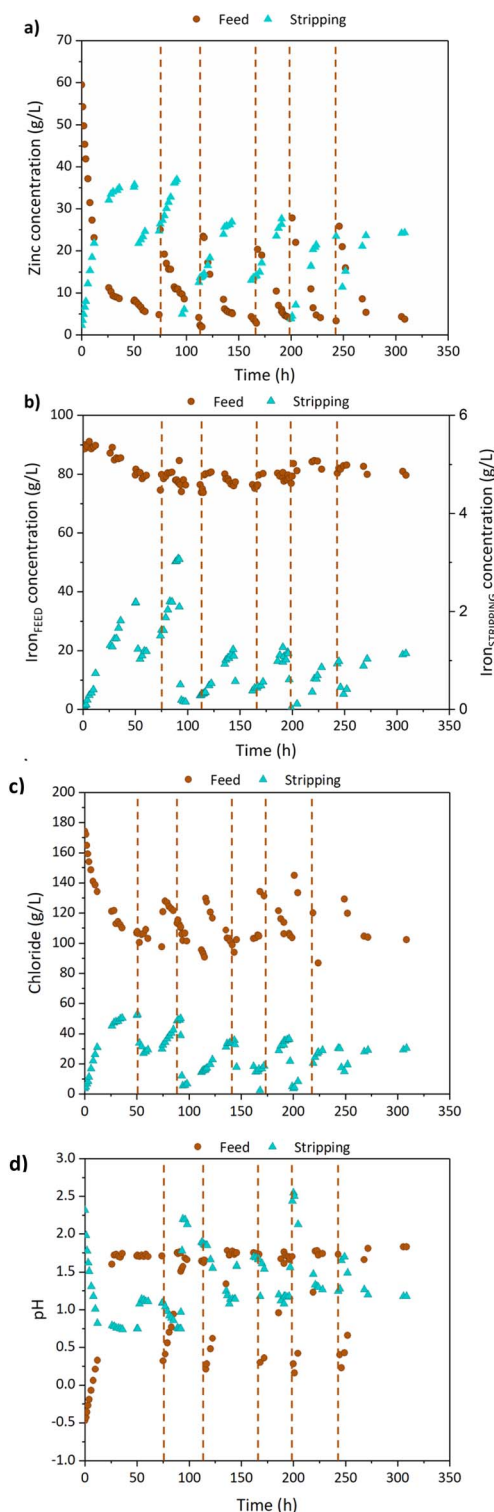 Feed Stripping
a)
70
60
50
40
30
20
10
0
Zinc concentration (g/L)
0 50 100 150 200 250 300 350
Time (h)
b)
Feed Stripping
100 6
80
4
60
40
2
20
0 0
Iron FEED concentration (g/L)
Iron STRIPPING concentration (g/L)
0 50 100 150 200 250 300 350
Time (h)
c)
Feed Stripping
200
180
160
140
120
100
80
60
40
20
0
Chloride (g/L)
0 50 100 150 200 250 300 350
Time (h)
d)
Feed Stripping
3.0
2.5
2.0
1.5
1.0
0.5
0.0
-0.5
-1.0
pH
0 50 100 150 200 250 300 350
Time (h)